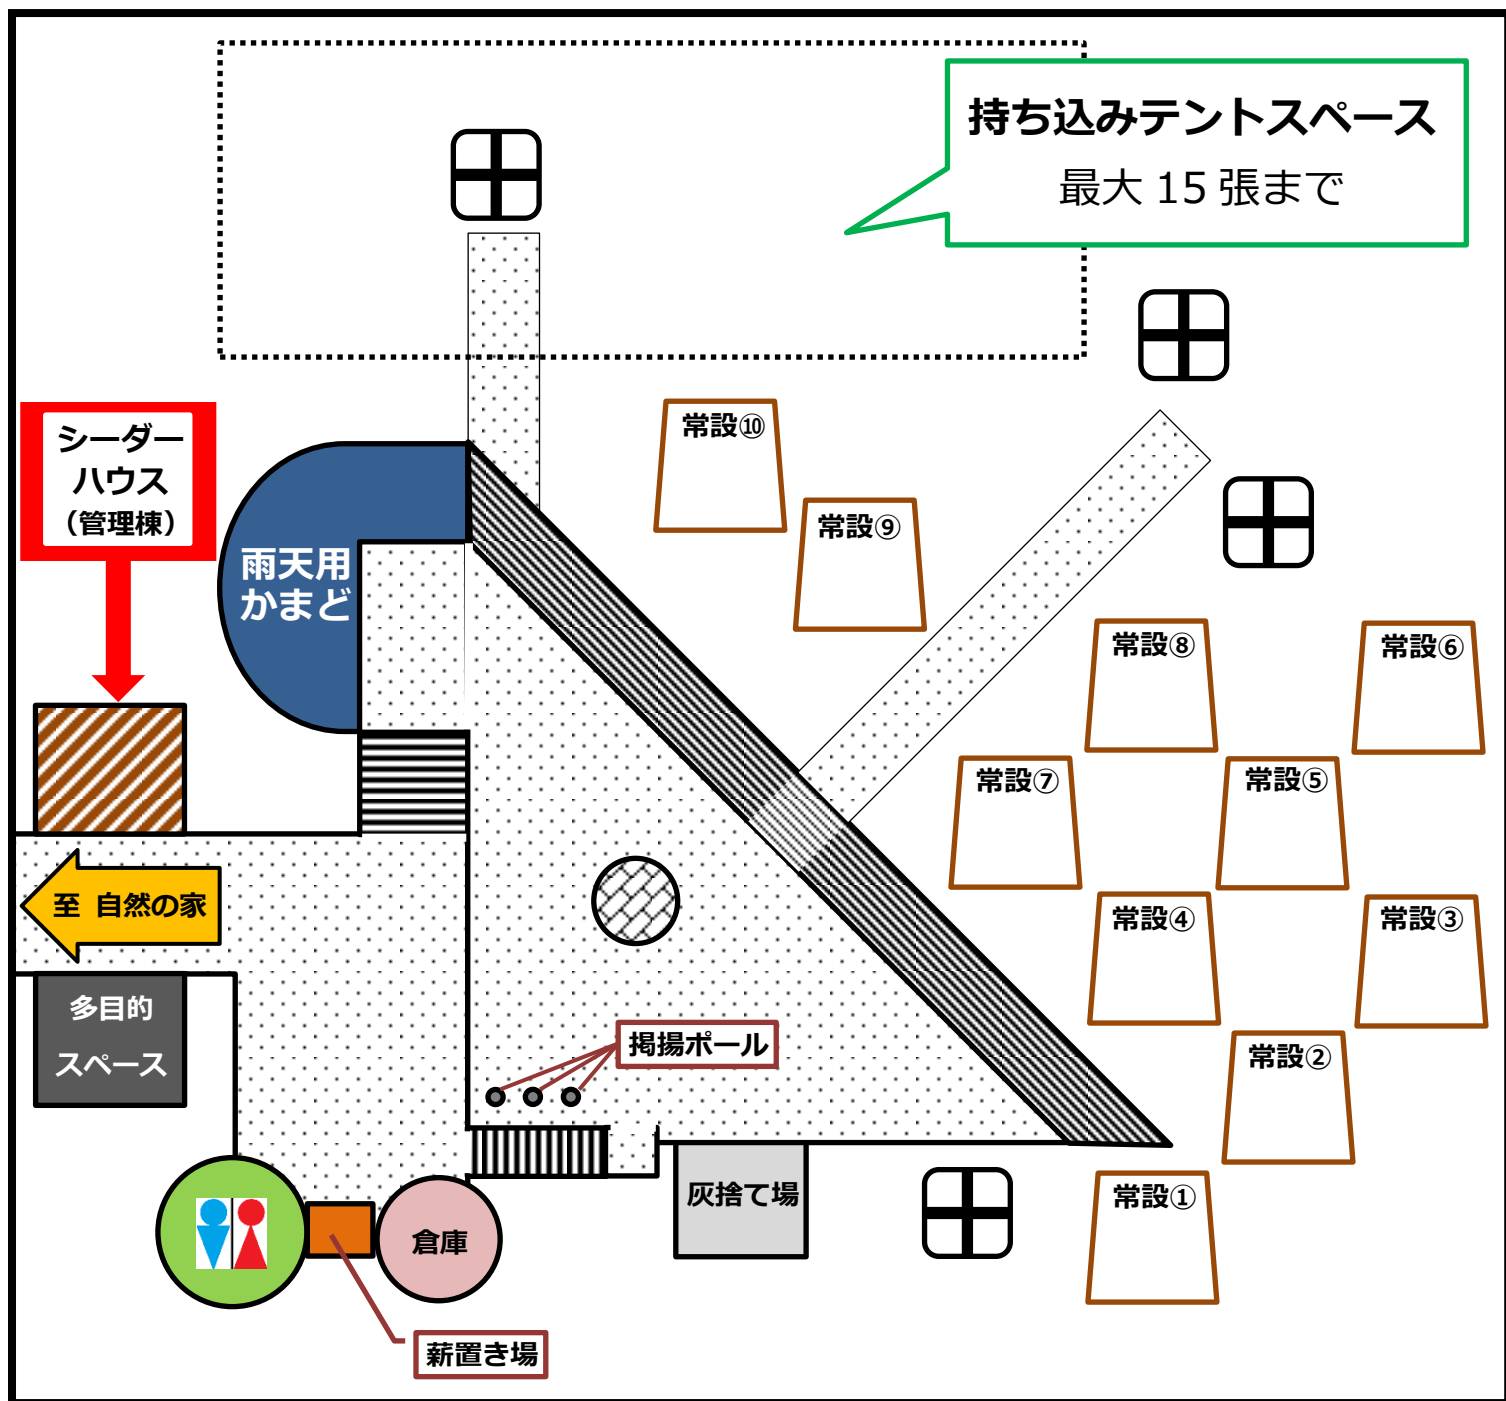 持ち込みテントスペース
最大 15 張まで
シーダー
ハウス
（管理棟）
雨天用
かまど
常設⑩
常設⑨
常設⑧
常設⑥
常設⑦
常設⑤
常設④
常設③
至 自然の家
多目的
スペース
掲揚ポール
常設②
灰捨て場
常設①
倉庫
薪置き場